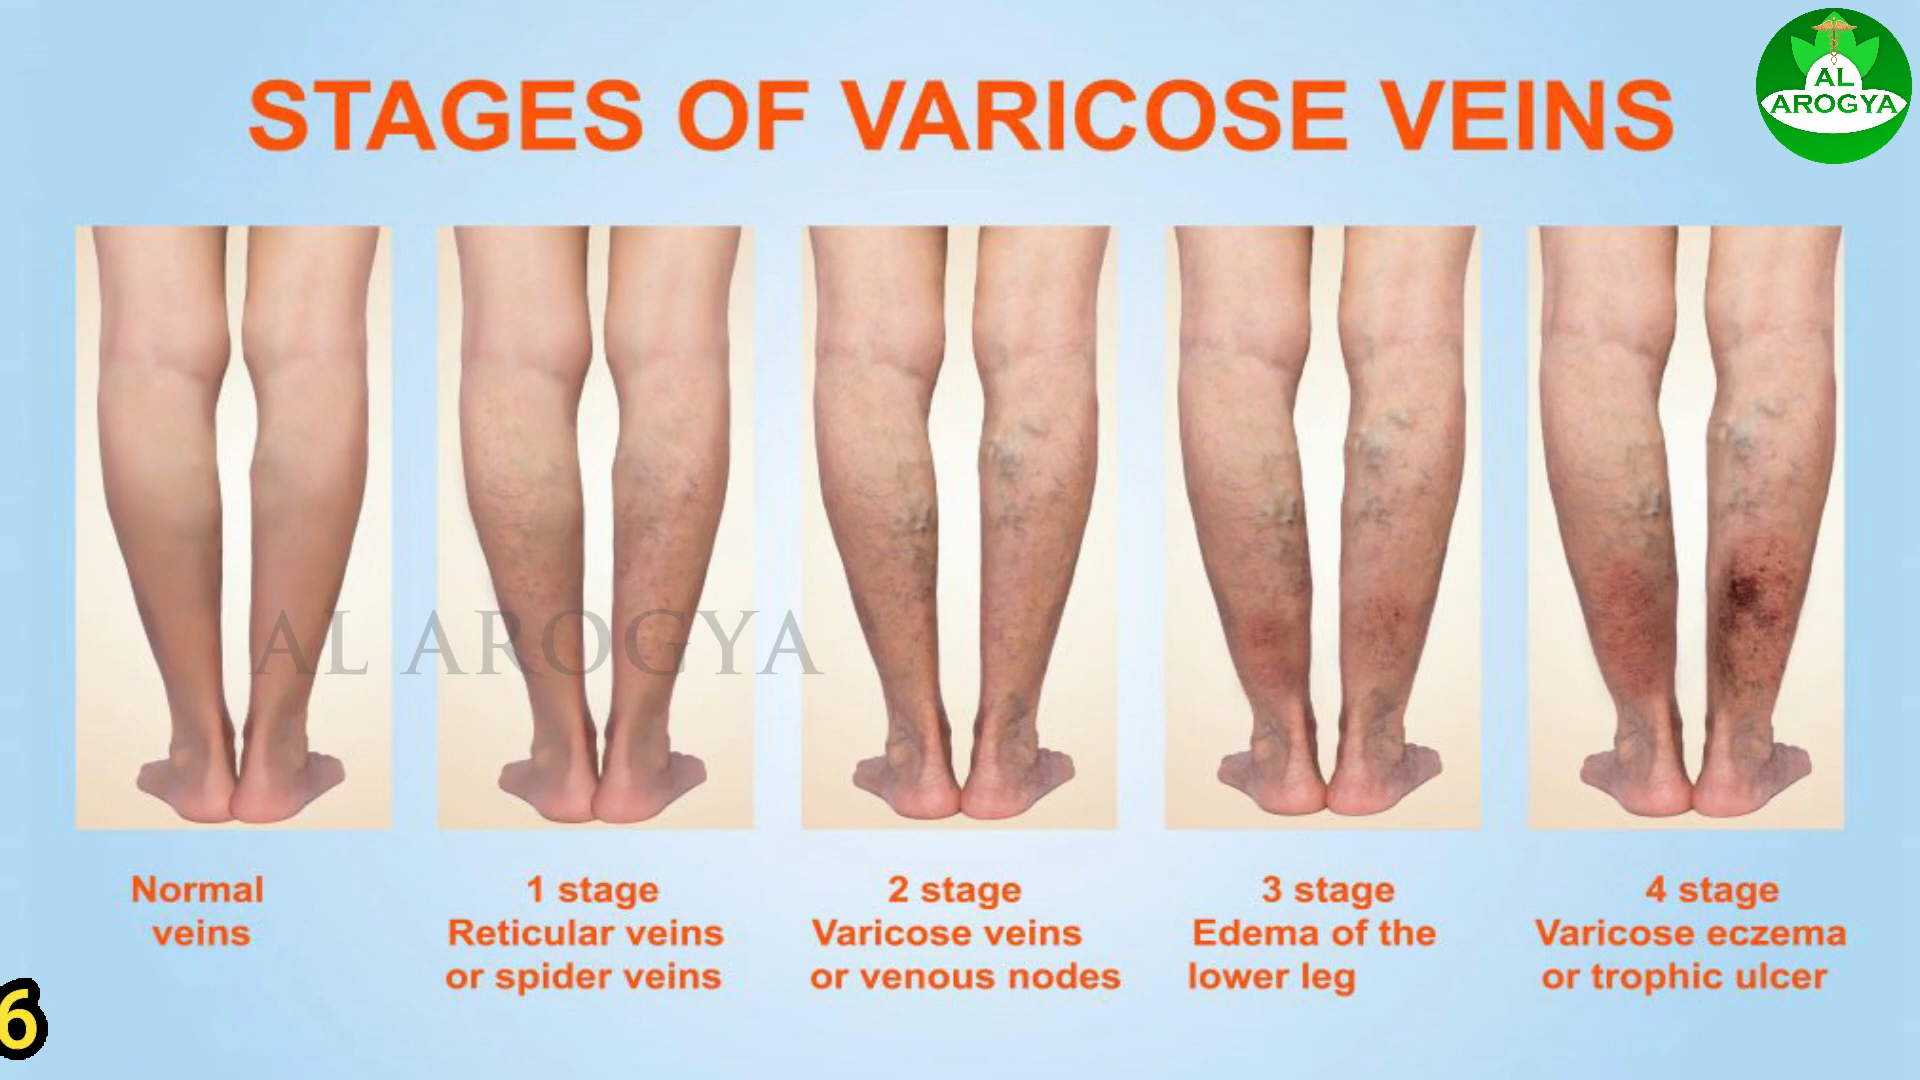 STAGES OF VARICOSE VEINS
AL
AROGYA
AL AROGYA
Normal
veins
1 stage
Reticular veins
or spider veins
2 stage
Varicose veins
or venous nodes
3 stage
Edema of the
lower leg
4 stage
Varicose eczema
or trophic ulcer
6